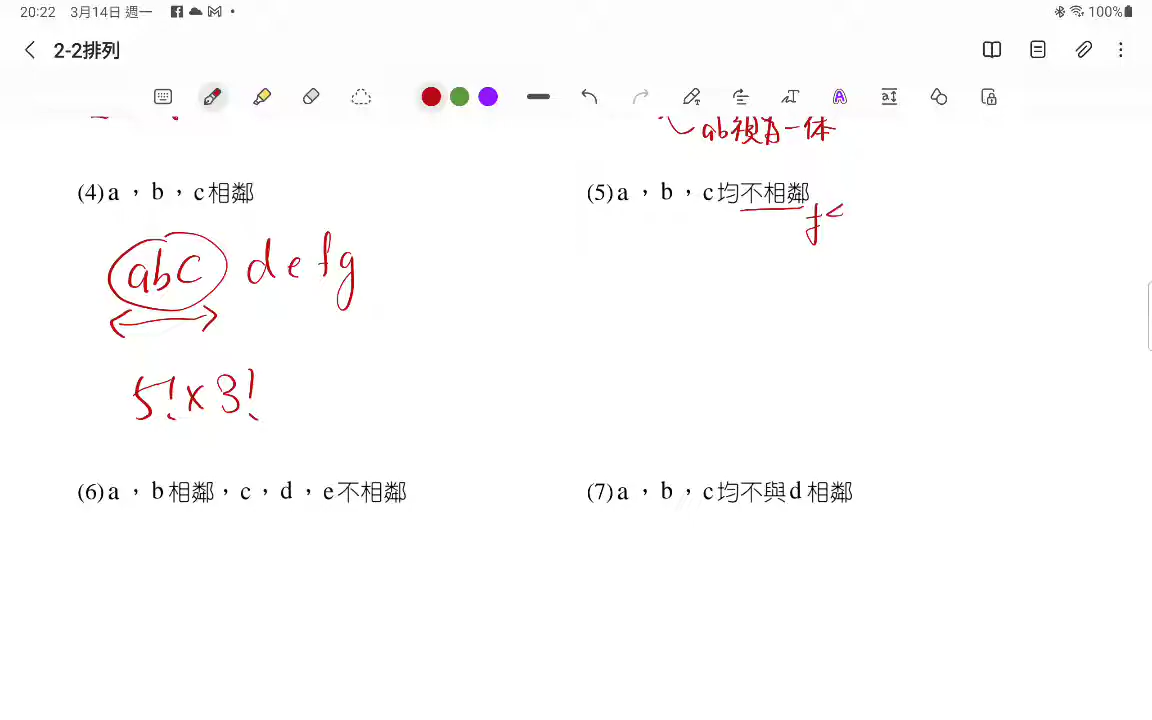 20:22 3月14日 週一 100%
2-2排列
ab視為一体
(4) a，b，c相鄰
(5) a，b，c均不相鄰
abc defg
5!×3!
(6) a，b相鄰，c，d，e不相鄰
(7) a，b，c均不與d相鄰